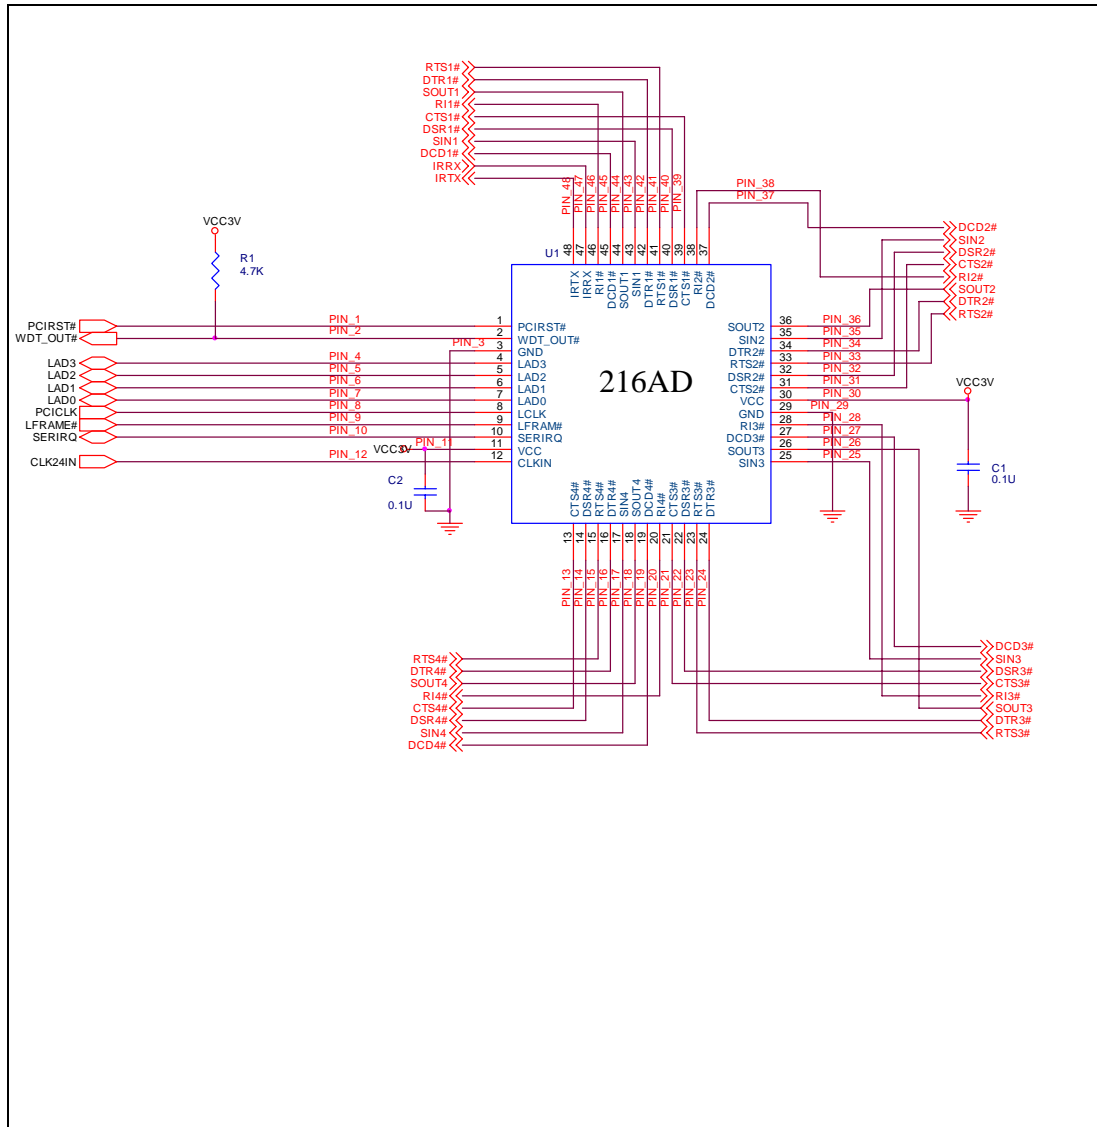 RTS1#
DTR1#
SOUT1
RI1#
CTS1#
DSR1#
SIN1
DCD1#
IRRX
IRTX
PIN_48
PIN_47
PIN_46
PIN_45
PIN_44
PIN_43
PIN_42
PIN_41
PIN_40
PIN_39
PIN_38
PIN_37
VCC3V
R1
4.7K
U1
48
47
46
45
44
43
42
41
40
39
38
37
IRTX
IRRX
RI1#
DCD1#
SOUT1
SIN1
DTR1#
RTS1#
DSR1#
CTS1#
RI2#
DCD2#
DCD2#
SIN2
DSR2#
CTS2#
RI2#
SOUT2
DTR2#
RTS2#
PCIRST# PIN_1 1 PCIRST#
WDT_OUT# PIN_2 2 WDT_OUT#
PIN_3 3 GND
LAD3 PIN_4 4 LAD3
LAD2 PIN_5 5 LAD2
LAD1 PIN_6 6 LAD1
LAD0 PIN_7 7 LAD0
PCICLK PIN_8 8 LCLK
LFRAME# PIN_9 9 LFRAM#
SERIRQ PIN_10 10 SERIRQ
VCC3V PIN_11 11 VCC
CLK24IN PIN_12 12 CLKIN
216AD
SOUT2 36 PIN_36
SIN2 35 PIN_35
DTR2# 34 PIN_34
RTS2# 33 PIN_33
DSR2# 32 PIN_32
CTS2# 31 PIN_31
VCC 30 PIN_30
GND 29 PIN_29
RI3# 28 PIN_28
DCD3# 27 PIN_27
SOUT3 26 PIN_26
SIN3 25 PIN_25
VCC3V
C1
0.1U
C2
0.1U
CTS4#
DSR4#
RTS4#
DTR4#
SIN4
SOUT4
DCD4#
RI4#
CTS3#
DSR3#
RTS3#
DTR3#
13
14
15
16
17
18
19
20
21
22
23
24
PIN_13
PIN_14
PIN_15
PIN_16
PIN_17
PIN_18
PIN_19
PIN_20
PIN_21
PIN_22
PIN_23
PIN_24
RTS4#
DTR4#
SOUT4
RI4#
CTS4#
DSR4#
SIN4
DCD4#
DCD3#
SIN3
DSR3#
CTS3#
RI3#
SOUT3
DTR3#
RTS3#